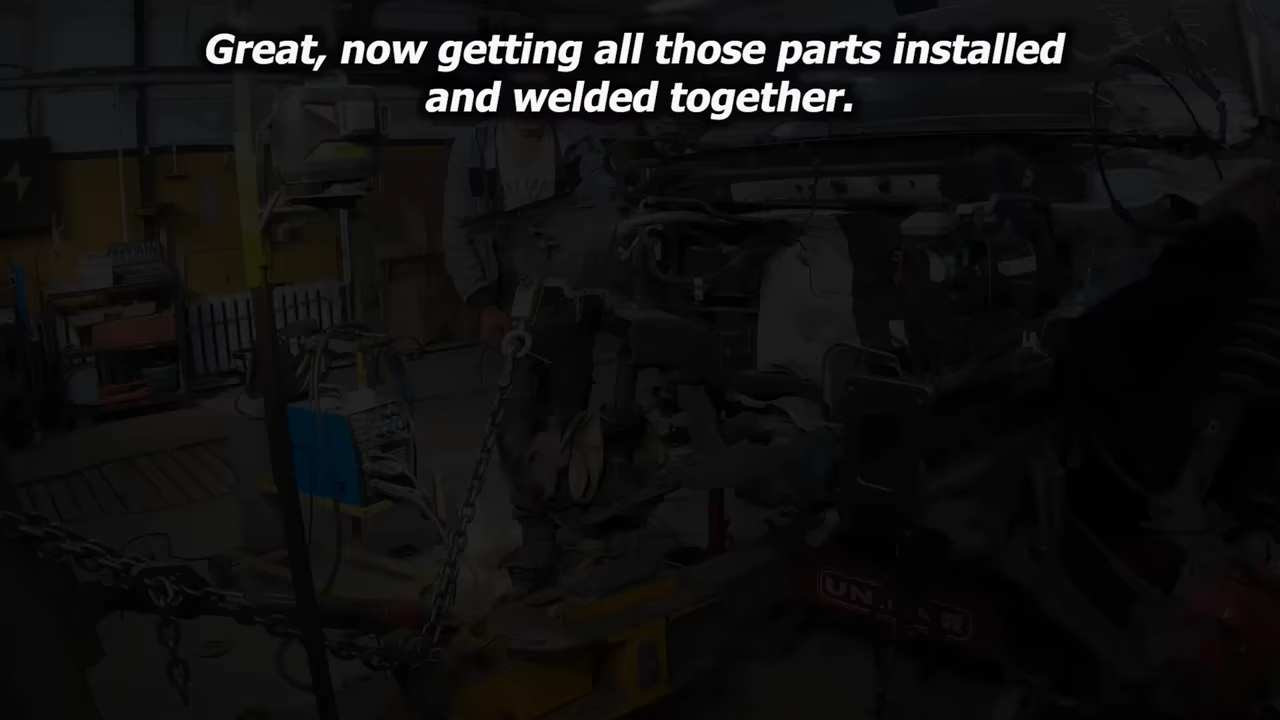 Great, now getting all those parts installed
and welded together.